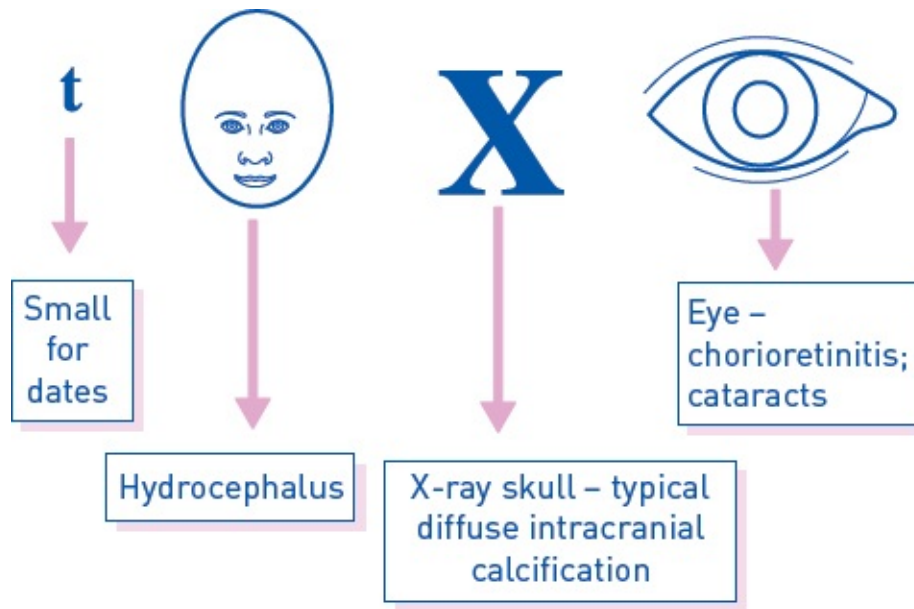 t
X
Small
for
dates
Eye –
chorioretinitis;
cataracts
Hydrocephalus
X-ray skull – typical
diffuse intracranial
calcification